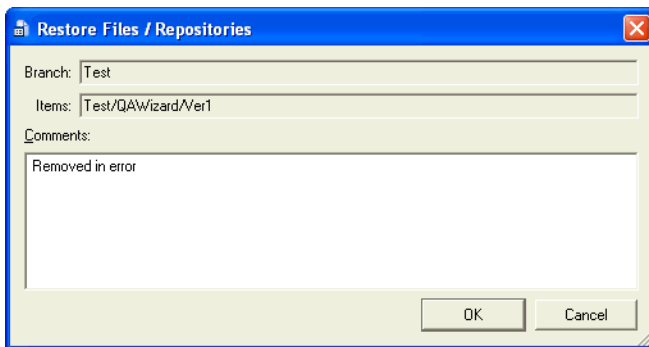 Restore Files / Repositories
Branch: Test
Items: Test/QAWizard/Ver1
Comments:
Removed in error
OK Cancel